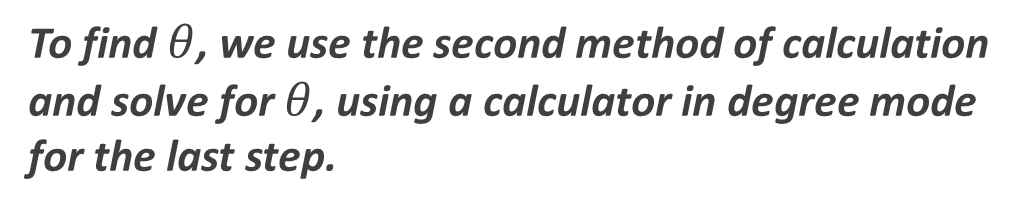 To find θ, we use the second method of calculation
and solve for θ, using a calculator in degree mode
for the last step.